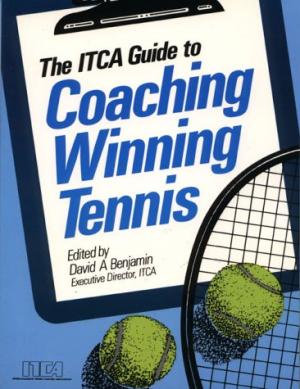 The ITCA Guide to
Coaching
Winning
Tennis
Edited by
David A Benjamin
Executive Director, ITCA
ITCA